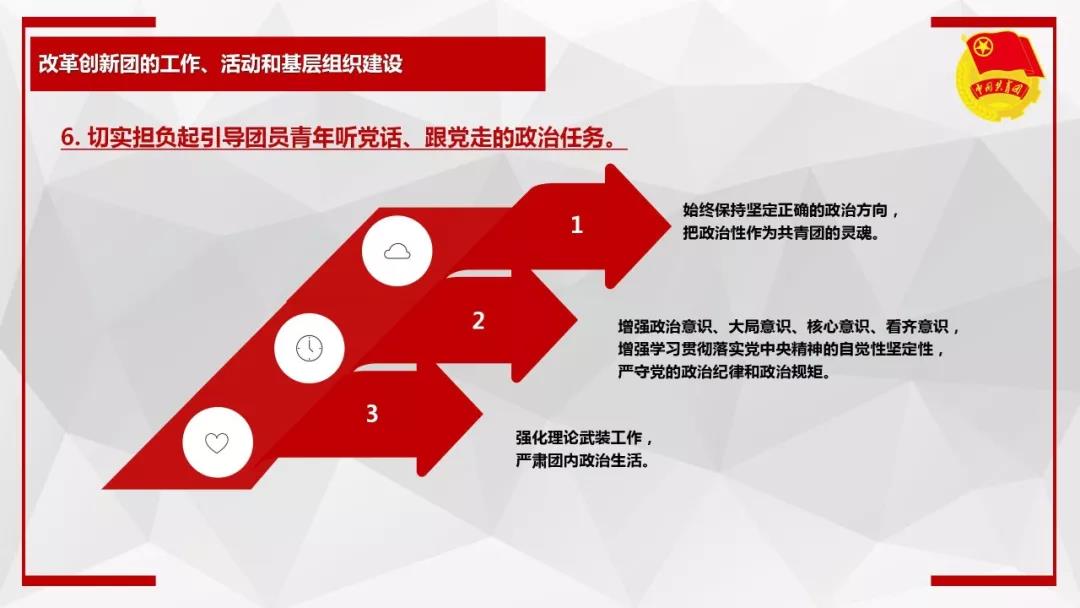 改革创新团的工作、活动和基层组织建设
中国共青团
6. 切实担负起引导团员青年听党话、跟党走的政治任务。
1
始终保持坚定正确的政治方向，
把政治性作为共青团的灵魂。
2
增强政治意识、大局意识、核心意识、看齐意识，
增强学习贯彻落实党中央精神的自觉性坚定性，
严守党的政治纪律和政治规矩。
3
强化理论武装工作，
严肃团内政治生活。